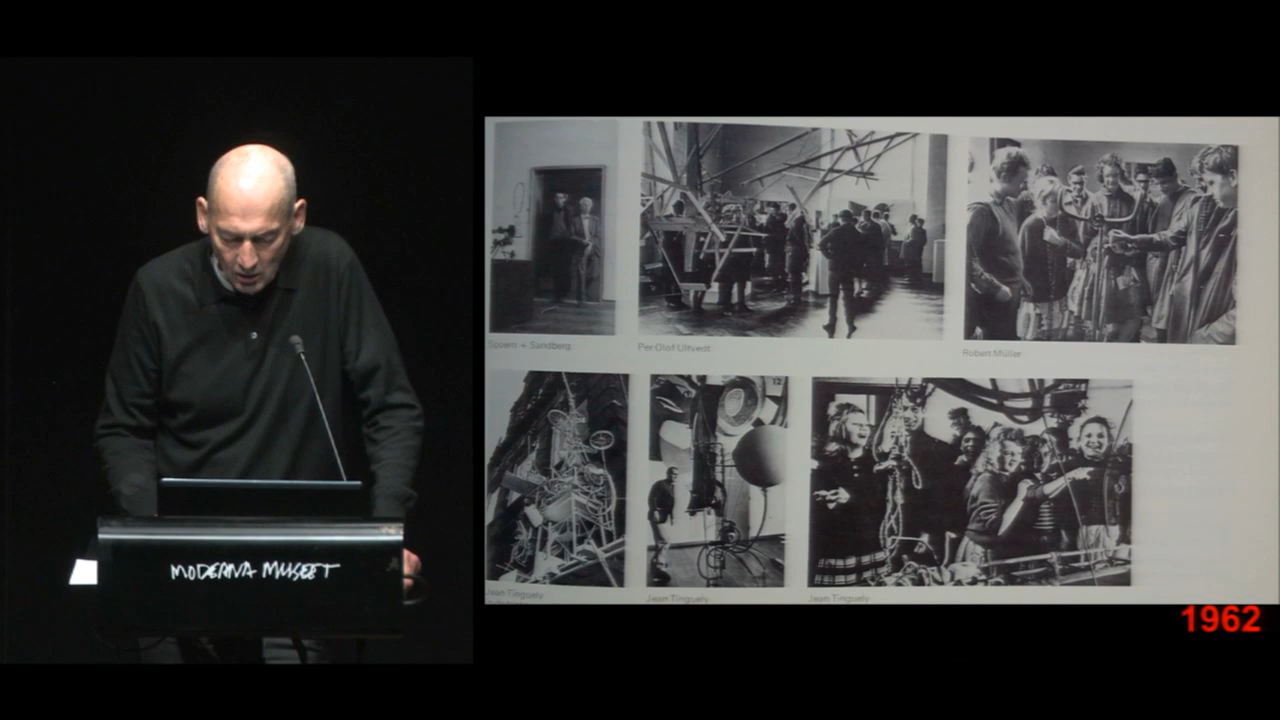 MODERNA MUSEET
Spoerri + Sandberg
Per Olof Ultvedt
Robert Müller
Jean Tinguely
Jean Tinguely
Jean Tinguely
1962